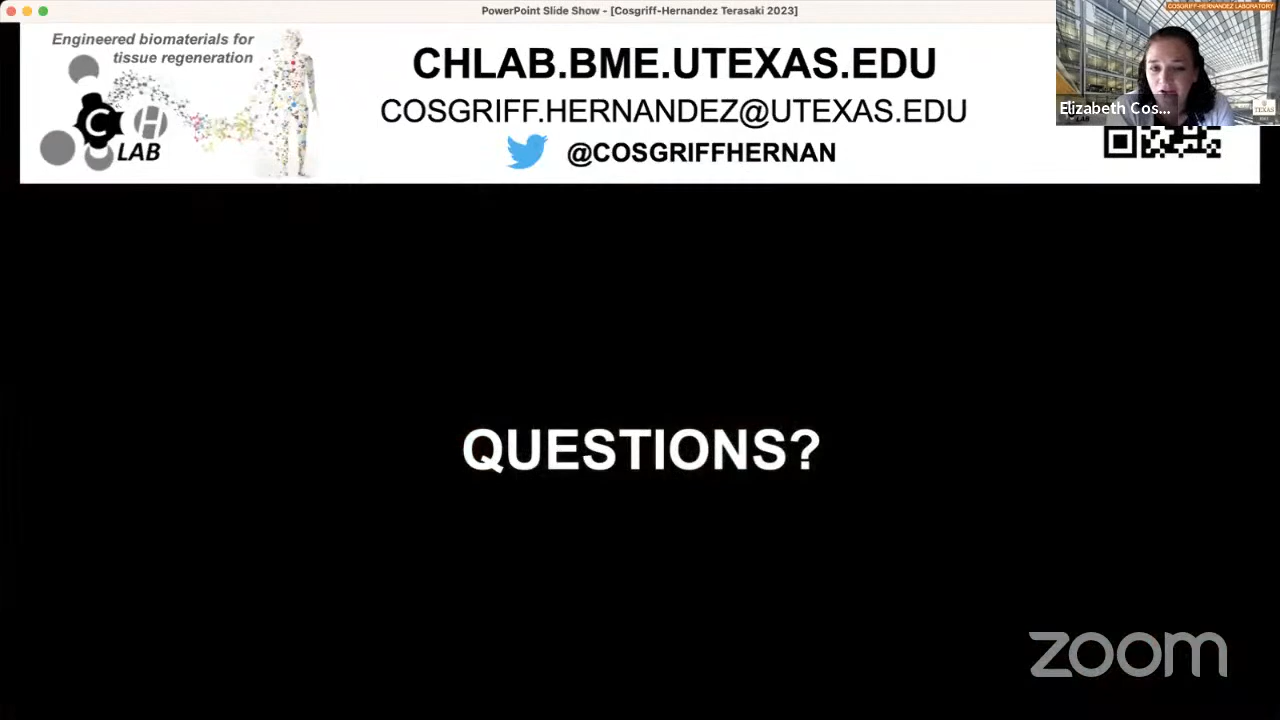 PowerPoint Slide Show - [Cosgriff-Hernandez Terasaki 2023]
COSGRIFF-HERNANDEZ LABORATORY
Engineered biomaterials for
tissue regeneration
C H
LAB
CHLAB.BME.UTEXAS.EDU
COSGRIFF.HERNANDEZ@UTEXAS.EDU
@COSGRIFFHERNAN
Elizabeth Cos...
TEXAS
QUESTIONS?
zoom